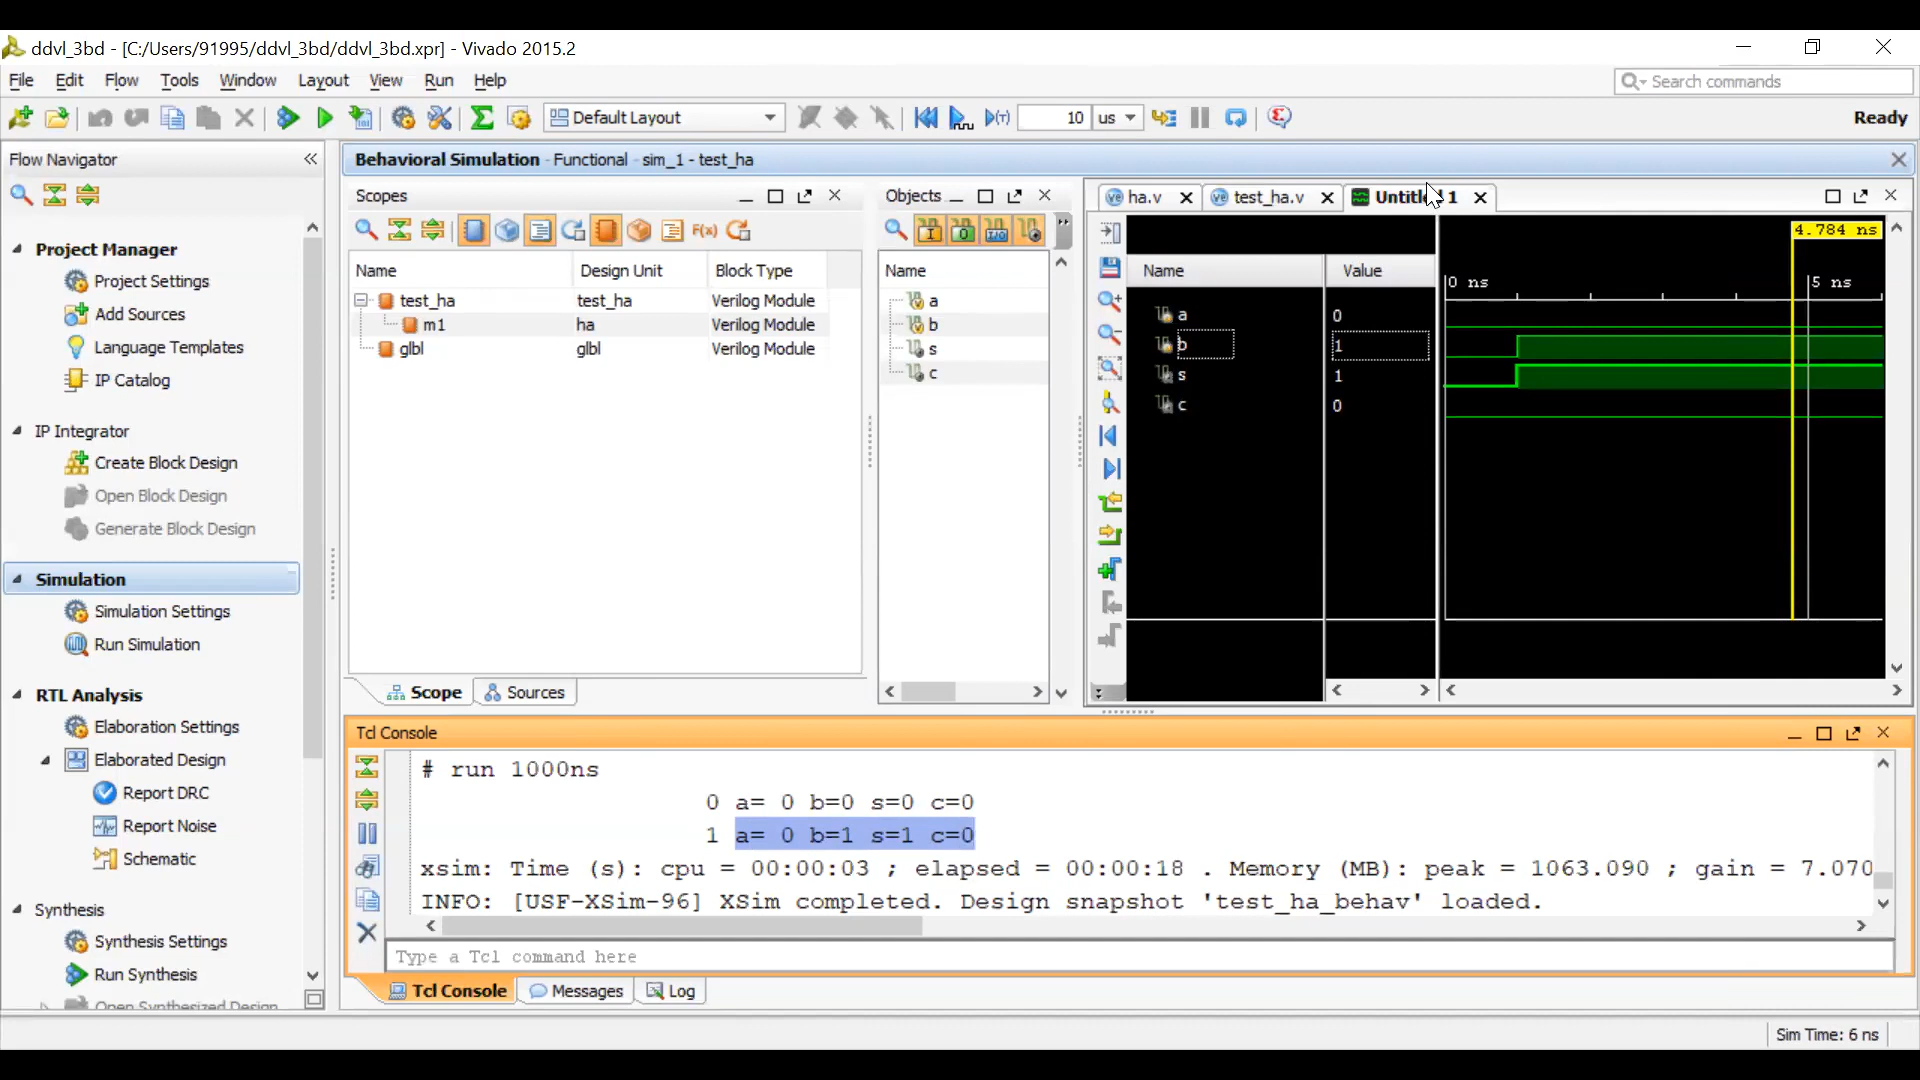 ddvl_3bd - [C:/Users/91995/ddvl_3bd/ddvl_3bd.xpr] - Vivado 2015.2
File Edit Flow Tools Window Layout View Run Help
Search commands
Default Layout
10 us
Ready
Flow Navigator
Project Manager
Project Settings
Add Sources
Language Templates
IP Catalog
IP Integrator
Create Block Design
Open Block Design
Generate Block Design
Simulation
Simulation Settings
Run Simulation
RTL Analysis
Elaboration Settings
Elaborated Design
Report DRC
Report Noise
Schematic
Synthesis
Synthesis Settings
Run Synthesis
Open Synthesized Design
Behavioral Simulation - Functional - sim_1 - test_ha
Scopes
F(x)
Name Design Unit Block Type
test_ha test_ha Verilog Module
m1 ha Verilog Module
glbl glbl Verilog Module
Scope Sources
Objects
Name
a
b
s
c
ha.v test_ha.v Untitled 1
Name Value
a 0
b 1
s 1
c 0
4.784 ns
0 ns 5 ns
Tcl Console
# run 1000ns
0 a= 0 b=0 s=0 c=0
1 a= 0 b=1 s=1 c=0
xsim: Time (s): cpu = 00:00:03 ; elapsed = 00:00:18 . Memory (MB): peak = 1063.090 ; gain = 7.070
INFO: [USF-XSim-96] XSim completed. Design snapshot 'test_ha_behav' loaded.
Type a Tcl command here
Tcl Console Messages Log
Sim Time: 6 ns